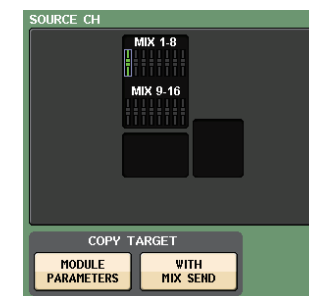 SOURCE CH
MIX 1-8
MIX 9-16
COPY TARGET
MODULE
PARAMETERS
WITH
MIX SEND